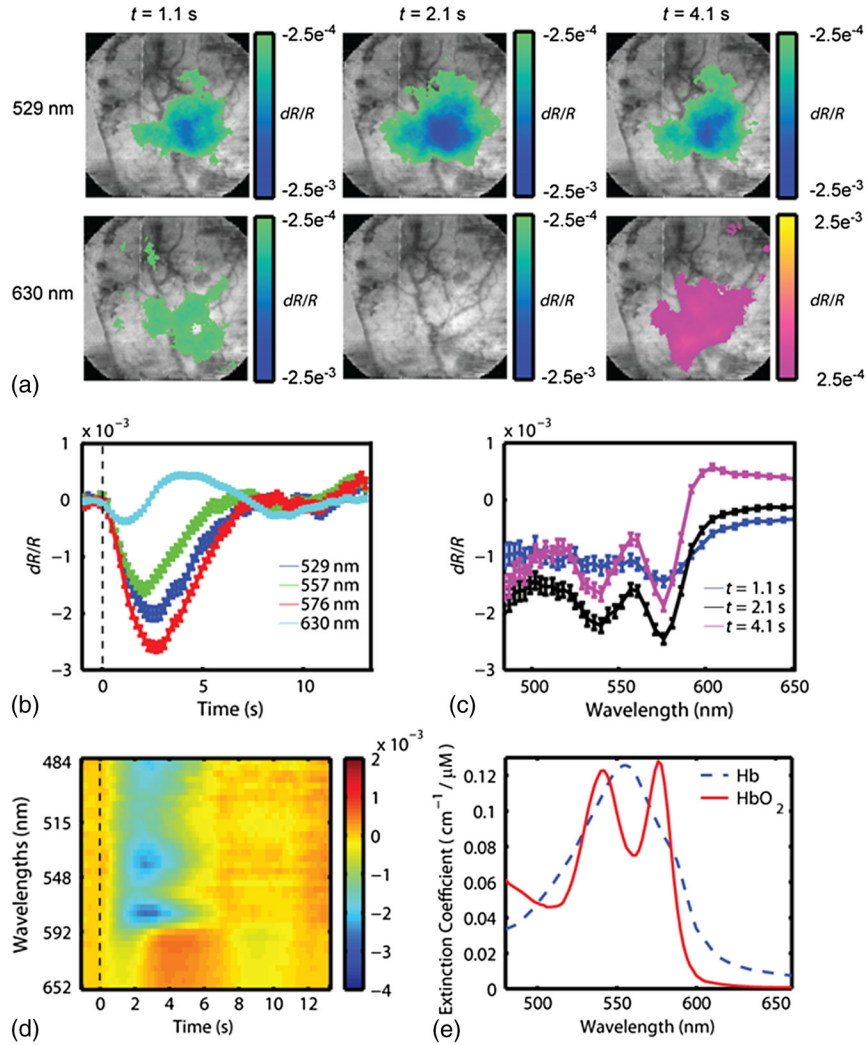 t = 1.1 s t = 2.1 s t = 4.1 s
529 nm
-2.5e⁻⁴
dR/R
-2.5e⁻³
-2.5e⁻⁴
dR/R
-2.5e⁻³
-2.5e⁻⁴
dR/R
-2.5e⁻³
630 nm
-2.5e⁻⁴
dR/R
-2.5e⁻³
-2.5e⁻⁴
dR/R
-2.5e⁻³
2.5e⁻³
dR/R
2.5e⁻⁴
(a)
x 10⁻³
1
0
-1
-2
-3
dR/R
529 nm
557 nm
576 nm
630 nm
0 5 10
Time (s)
(b)
x 10⁻³
1
0
-1
-2
-3
dR/R
t = 1.1 s
t = 2.1 s
t = 4.1 s
500 550 600 650
Wavelength (nm)
(c)
x 10⁻³
484
515
548
592
652
Wavelengths (nm)
2
1
0
-1
-2
-3
-4
0 2 4 6 8 10 12
Time (s)
(d)
0.12
0.1
0.08
0.06
0.04
0.02
0
Extinction Coefficient ( cm⁻¹ / μM )
Hb
HbO₂
500 550 600 650
Wavelength (nm)
(e)